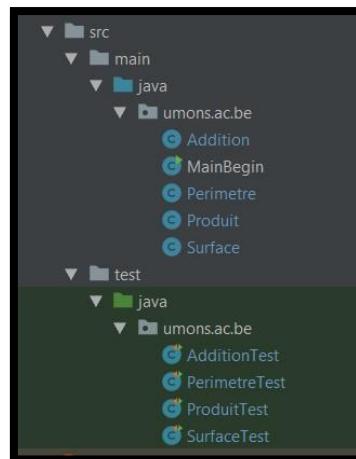 src
main
java
umons.ac.be
Addition
MainBegin
Perimetre
Produit
Surface
test
java
umons.ac.be
AdditionTest
PerimetreTest
ProduitTest
SurfaceTest